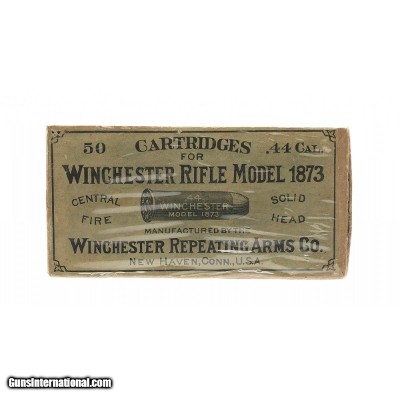 50 CARTRIDGES .44 CAL.
FOR
WINCHESTER RIFLE MODEL 1873
CENTRAL FIRE
.44
WINCHESTER
MODEL 1873
SOLID HEAD
MANUFACTURED BY THE
WINCHESTER REPEATING ARMS CO.
NEW HAVEN, CONN., U.S.A.
GunsInternational.com